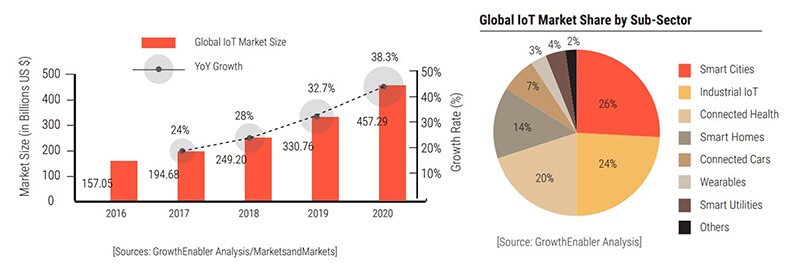 Global IoT Market Size
YoY Growth
Market Size (in Billions US $)
500
400
300
200
100
0
157.05
194.68
249.20
330.76
457.29
24%
28%
32.7%
38.3%
2016
2017
2018
2019
2020
50%
40%
30%
20%
10%
Growth Rate (%)
[Sources: GrowthEnabler Analysis/MarketsandMarkets]
Global IoT Market Share by Sub-Sector
26%
24%
20%
14%
7%
3%
4%
2%
Smart Cities
Industrial IoT
Connected Health
Smart Homes
Connected Cars
Wearables
Smart Utilities
Others
[Source: GrowthEnabler Analysis]